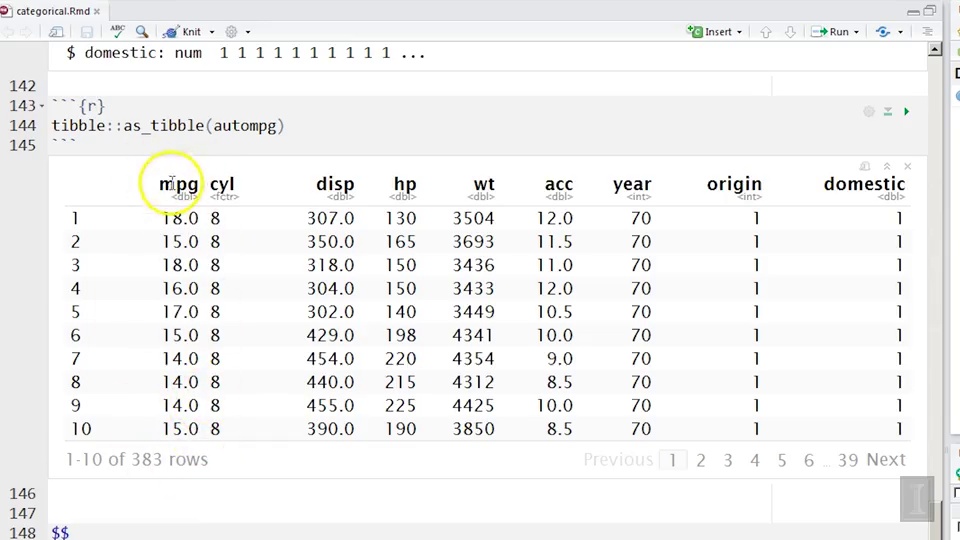 categorical.Rmd
ABC Knit Insert Run
$ domestic: num 1 1 1 1 1 1 1 1 1 1 ...
142
143 ```{r}
144 tibble::as_tibble(autompg)
145 ```
mpg cyl disp hp wt acc year origin domestic
<dbl> <fctr> <dbl> <dbl> <dbl> <dbl> <int> <int> <dbl>
1 18.0 8 307.0 130 3504 12.0 70 1 1
2 15.0 8 350.0 165 3693 11.5 70 1 1
3 18.0 8 318.0 150 3436 11.0 70 1 1
4 16.0 8 304.0 150 3433 12.0 70 1 1
5 17.0 8 302.0 140 3449 10.5 70 1 1
6 15.0 8 429.0 198 4341 10.0 70 1 1
7 14.0 8 454.0 220 4354 9.0 70 1 1
8 14.0 8 440.0 215 4312 8.5 70 1 1
9 14.0 8 455.0 225 4425 10.0 70 1 1
10 15.0 8 390.0 190 3850 8.5 70 1 1
1-10 of 383 rows Previous 1 2 3 4 5 6 ... 39 Next
146
147
148 $$